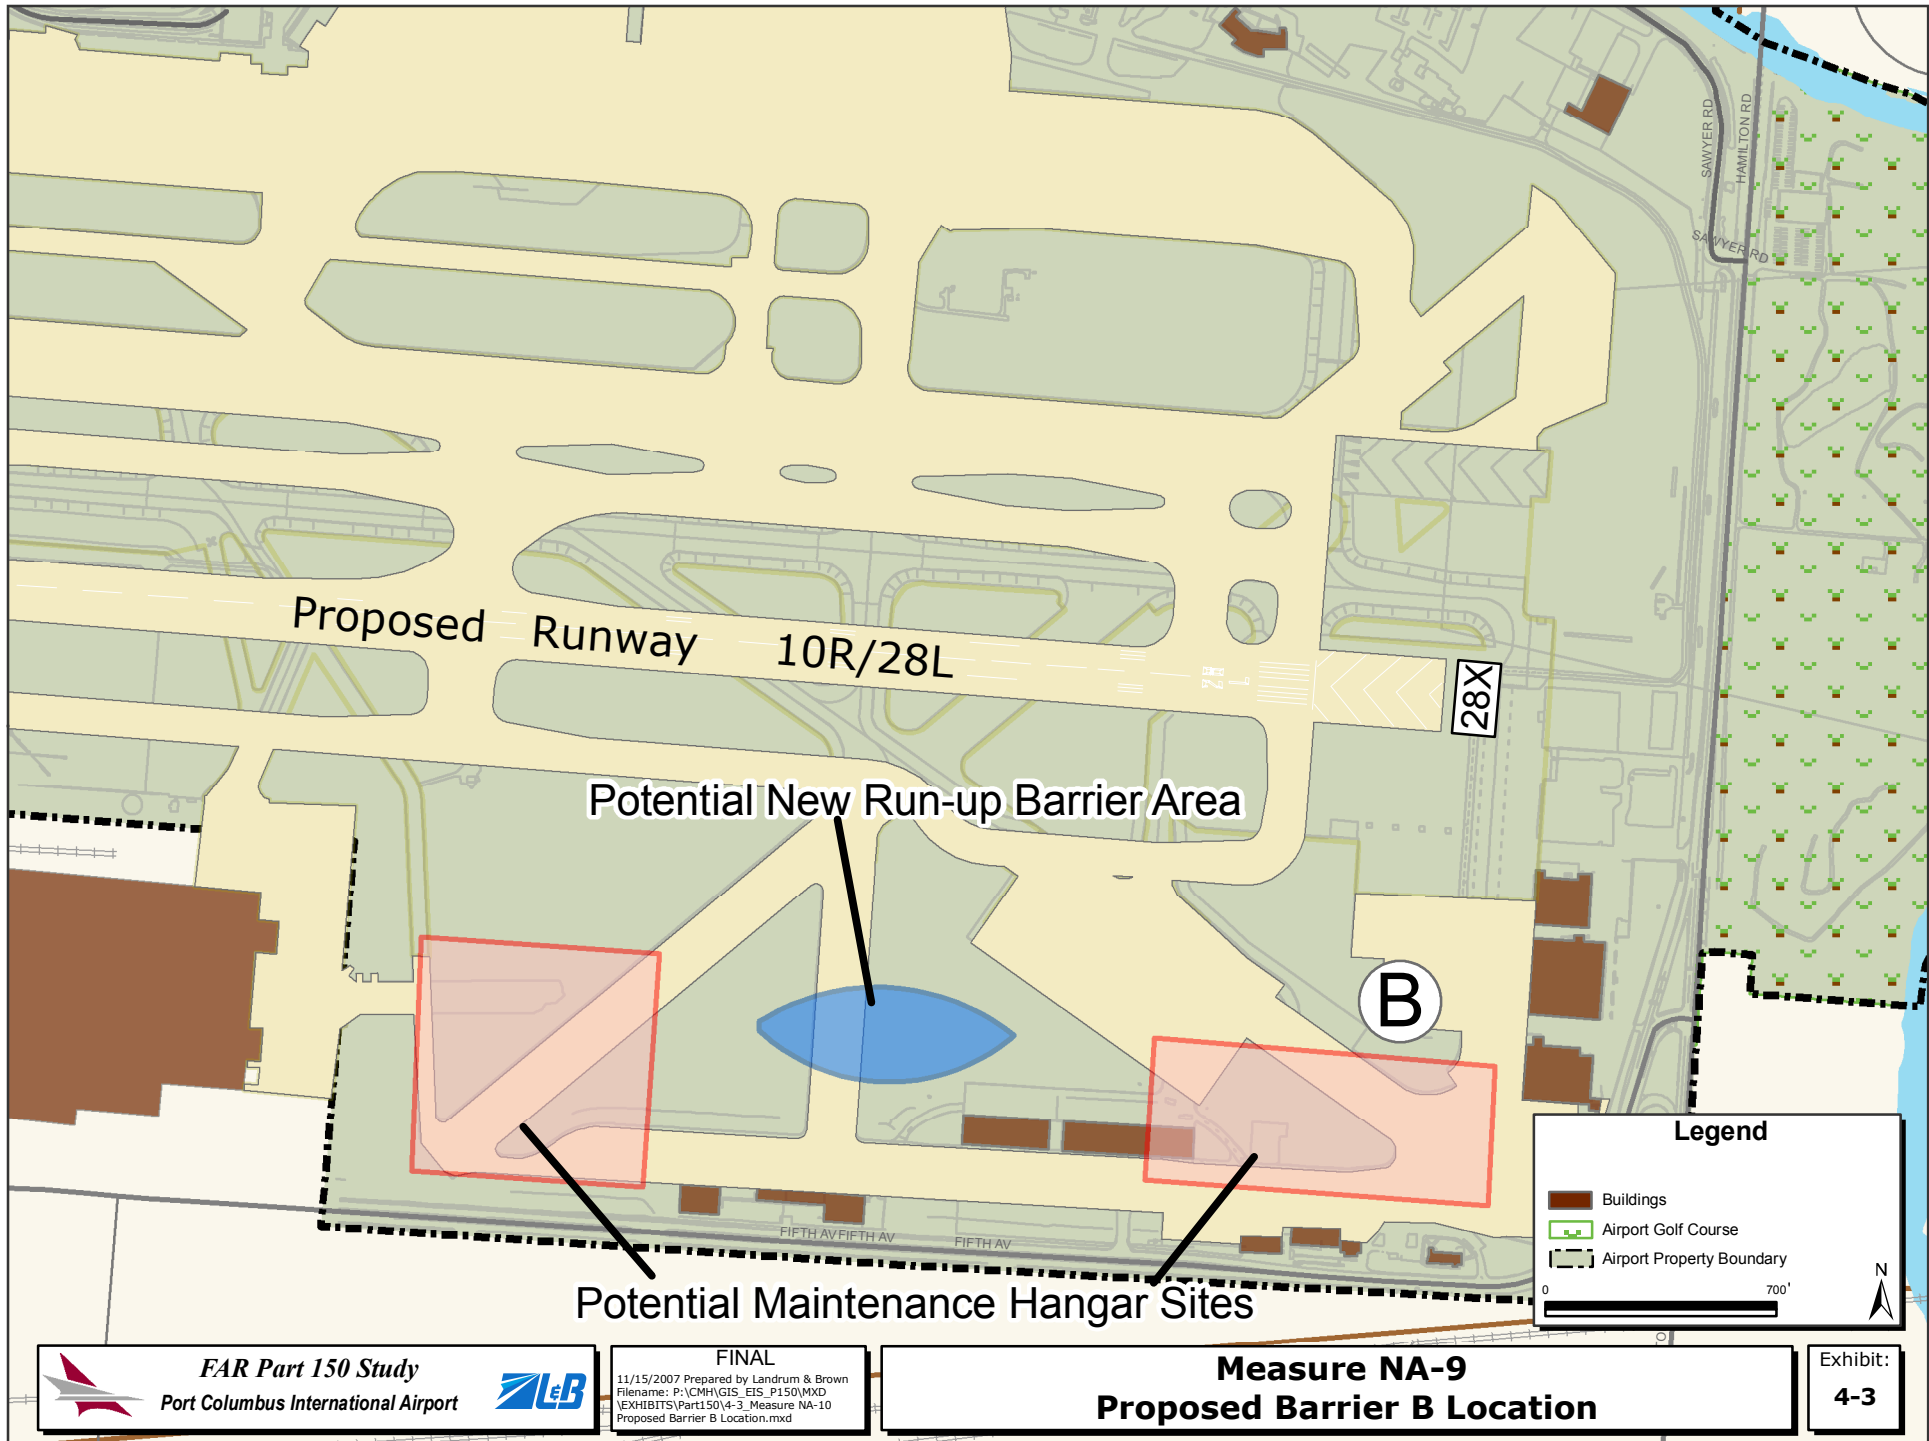 SAWYER RD
HAMILTON RD
SAWYER RD
Proposed Runway 10R/28L
28X
Potential New Run-up Barrier Area
B
FIFTH AV FIFTH AV
FIFTH AV
Potential Maintenance Hangar Sites
Legend
Buildings
Airport Golf Course
Airport Property Boundary
0 700'
N
FAR Part 150 Study
Port Columbus International Airport
L&B
FINAL
11/15/2007 Prepared by Landrum & Brown
Filename: P:\CMH\GIS_EIS_P150\MXD
\EXHIBITS\Part150\4-3_Measure NA-10
Proposed Barrier B Location.mxd
Measure NA-9
Proposed Barrier B Location
Exhibit:
4-3